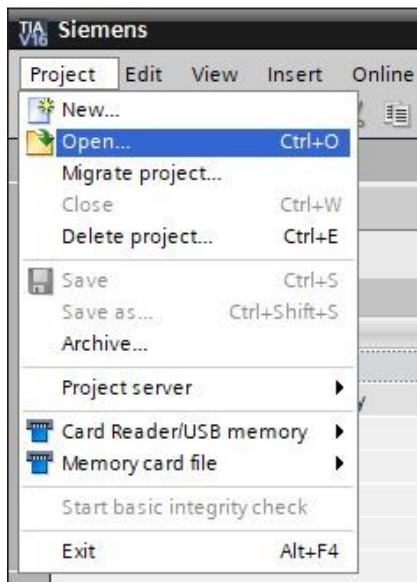 TIA V16 Siemens
Project Edit View Insert Online
New...
Open... Ctrl+O
Migrate project...
Close Ctrl+W
Delete project... Ctrl+E
Save Ctrl+S
Save as... Ctrl+Shift+S
Archive...
Project server
Card Reader/USB memory
Memory card file
Start basic integrity check
Exit Alt+F4